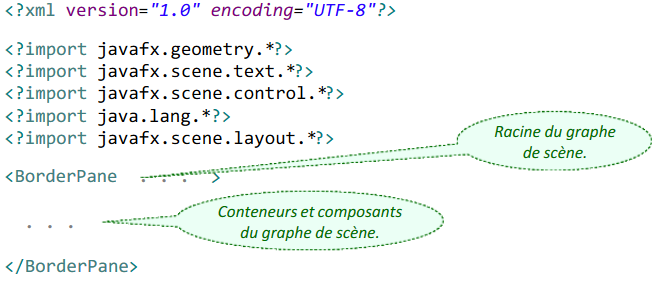 <?xml version="1.0" encoding="UTF-8"?>
<?import javafx.geometry.*?>
<?import javafx.scene.text.*?>
<?import javafx.scene.control.*?>
<?import java.lang.*?>
<?import javafx.scene.layout.*?>
Racine du graphe
de scène.
<BorderPane . . . >
Conteneurs et composants
du graphe de scène.
. . .
</BorderPane>